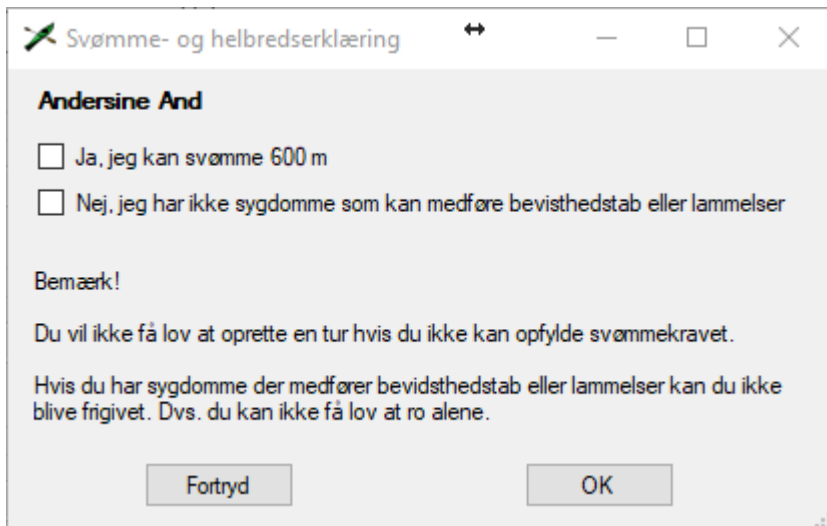 Svømme- og helbredserklæring
Andersine And
Ja, jeg kan svømme 600 m
Nej, jeg har ikke sygdomme som kan medføre bevisthedstab eller lammelser
Bemærk!
Du vil ikke få lov at oprette en tur hvis du ikke kan opfylde svømmekravet.
Hvis du har sygdomme der medfører bevidsthedstab eller lammelser kan du ikke
blive frigivet. Dvs. du kan ikke få lov at ro alene.
Fortryd
OK